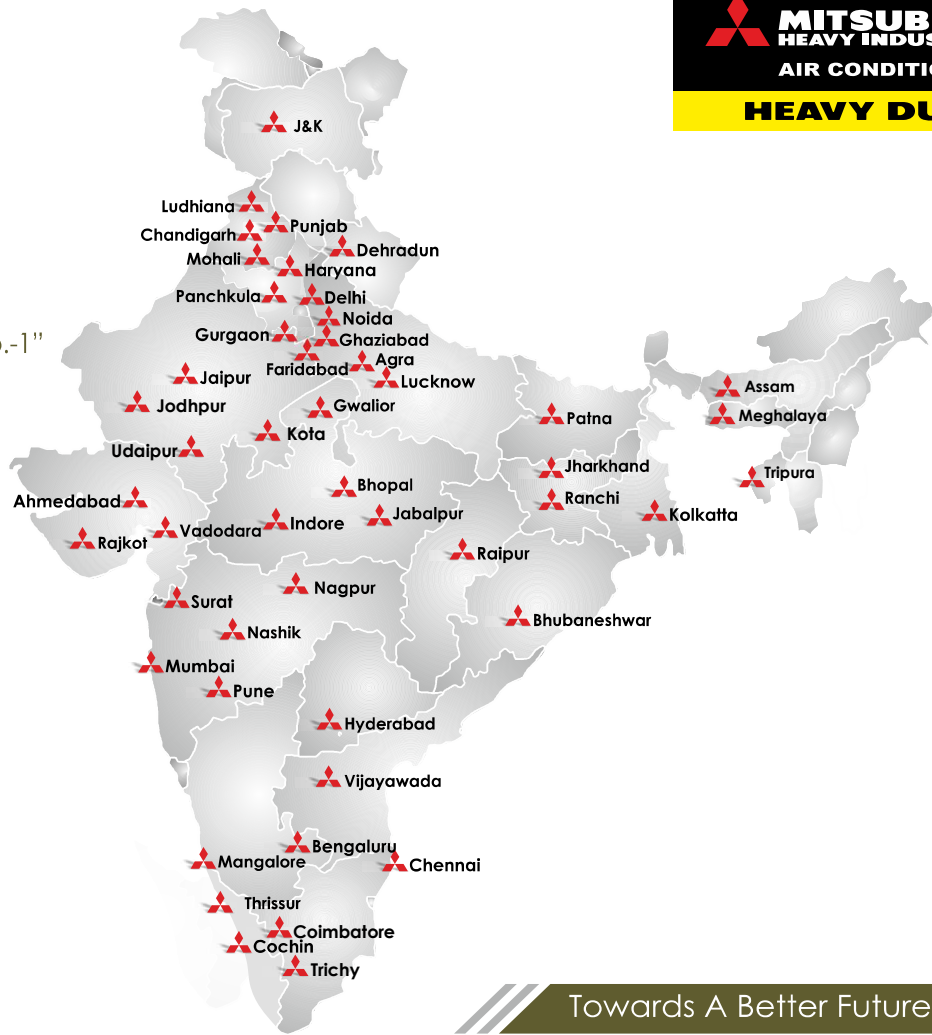 HEAVY INDUS
AIR CONDITI
HEAVY DU
J&K
Ludhiana
Punjab
Chandigarh
Mohali
Dehradun
Haryana
Panchkula
Delhi
Noida
Gurgaon
Ghaziabad
.-1”
Faridabad
Agra
Jaipur
Lucknow
Assam
Jodhpur
Gwalior
Meghalaya
Patna
Kota
Udaipur
Jharkhand
Tripura
Bhopal
Ahmedabad
Ranchi
Jabalpur
Kolkatta
Indore
Vadodara
Rajkot
Raipur
Nagpur
Surat
Bhubaneshwar
Nashik
Mumbai
Pune
Hyderabad
Vijayawada
Bengaluru
Mangalore
Chennai
Thrissur
Coimbatore
Cochin
Trichy
Towards A Better Future